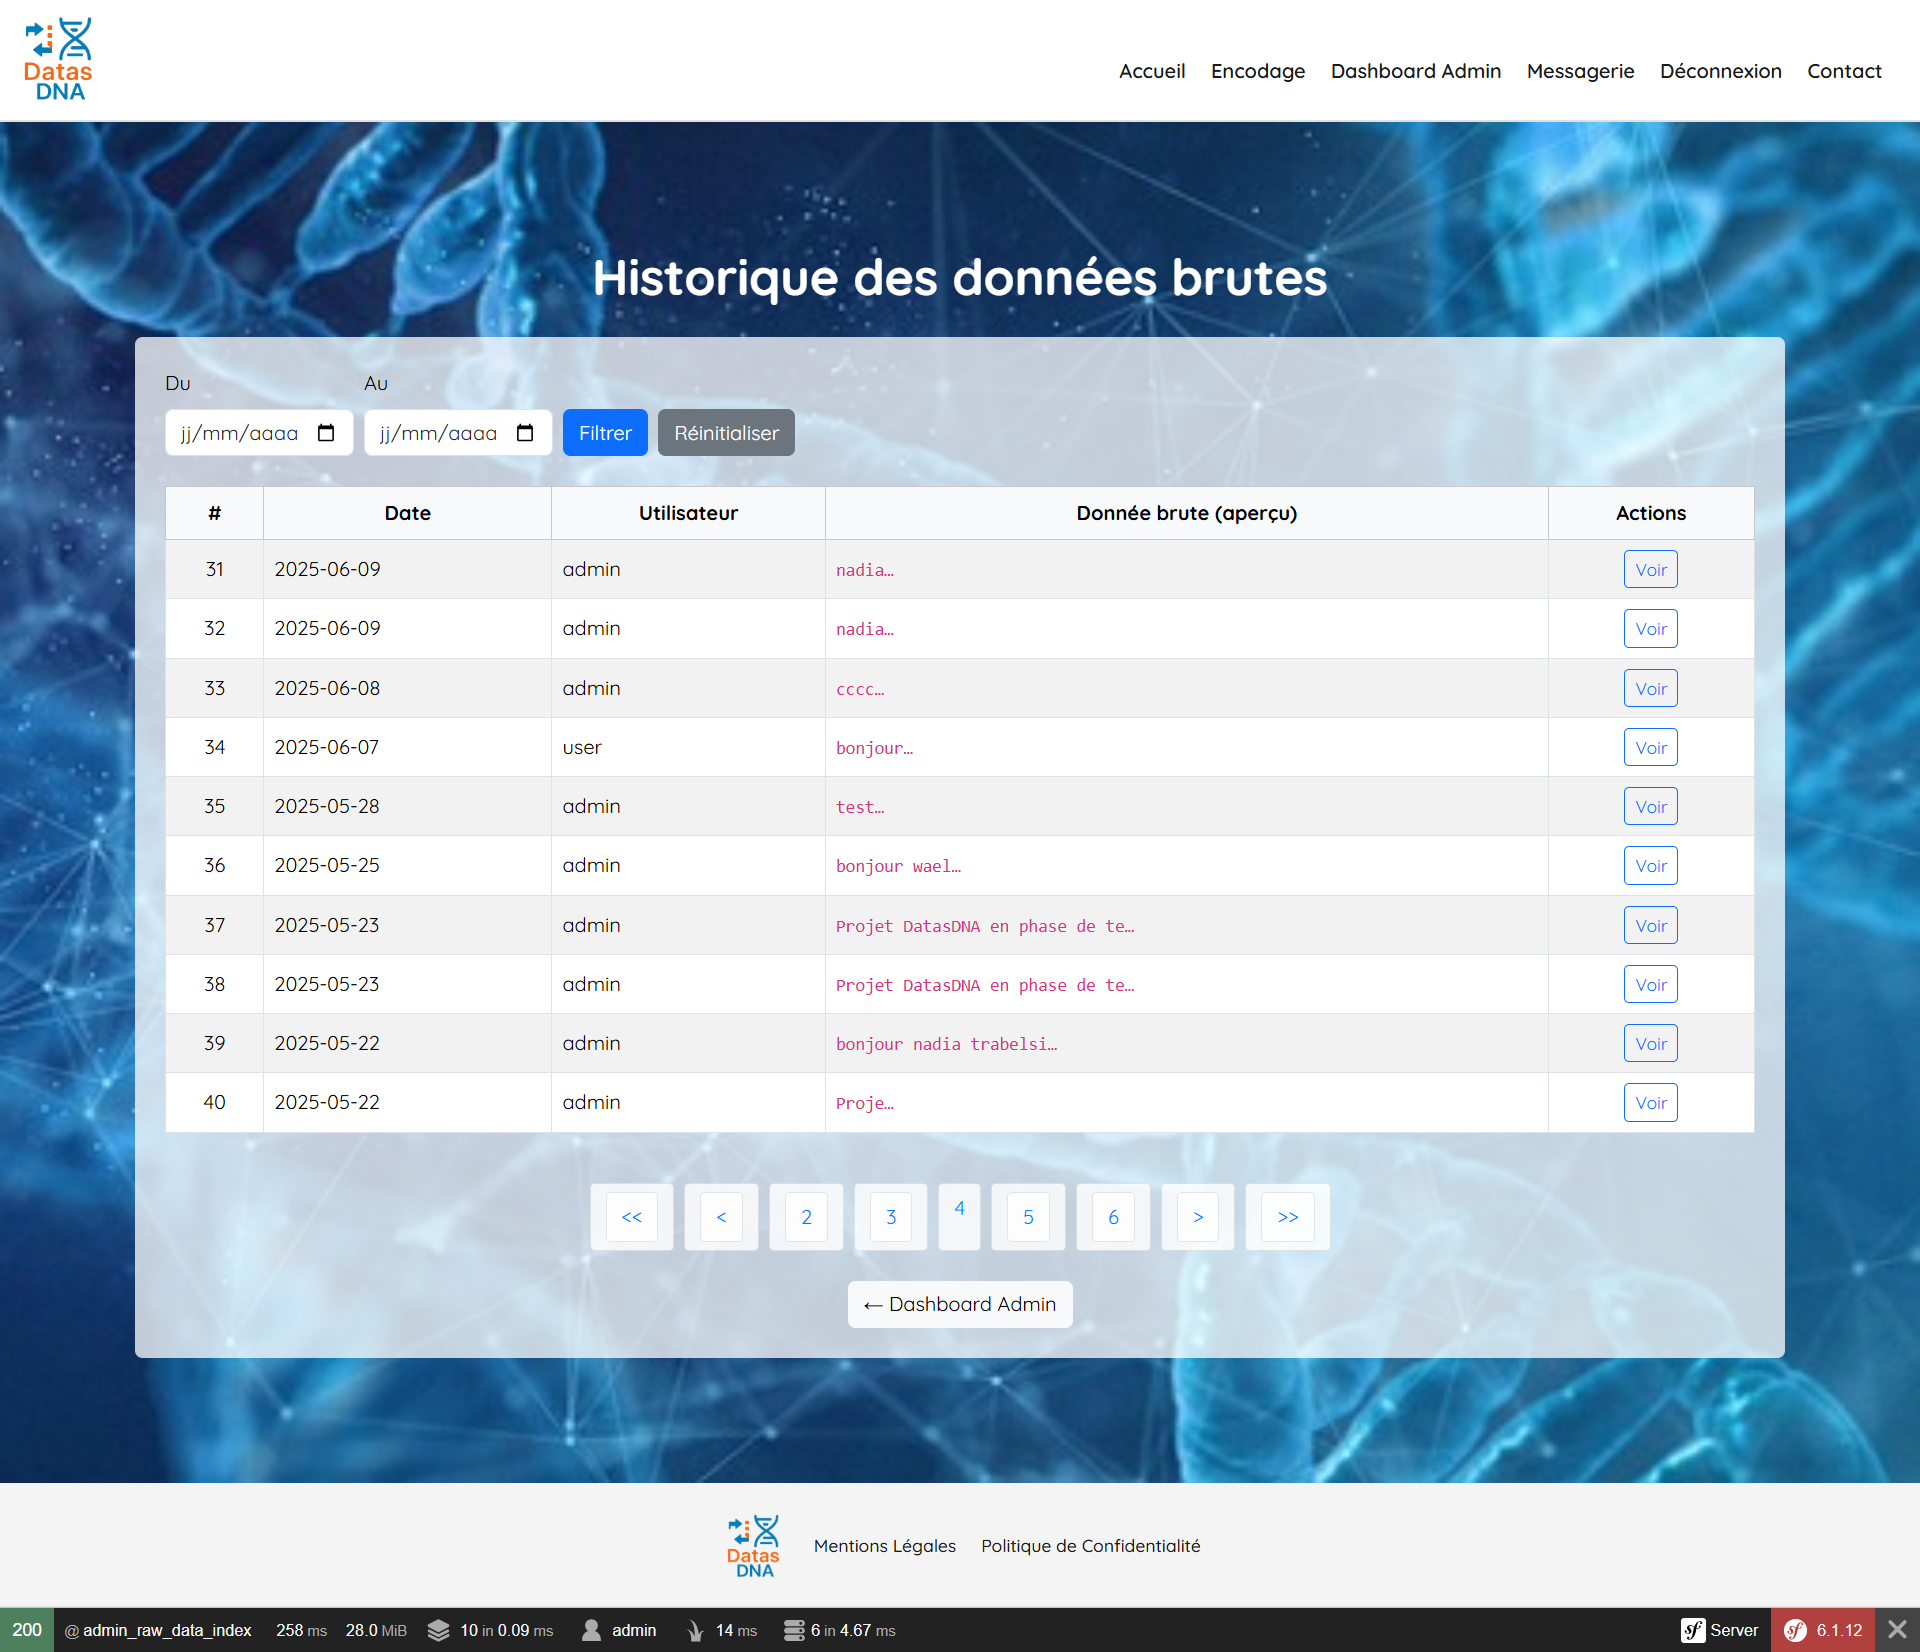 Datas
DNA
Accueil Encodage Dashboard Admin Messagerie Déconnexion Contact
Historique des données brutes
Du Au
jj/mm/aaaa jj/mm/aaaa Filtrer Réinitialiser
# Date Utilisateur Donnée brute (aperçu) Actions
31 2025-06-09 admin nadia… Voir
32 2025-06-09 admin nadia… Voir
33 2025-06-08 admin cccc… Voir
34 2025-06-07 user bonjour… Voir
35 2025-05-28 admin test… Voir
36 2025-05-25 admin bonjour wael… Voir
37 2025-05-23 admin Projet DatasDNA en phase de te… Voir
38 2025-05-23 admin Projet DatasDNA en phase de te… Voir
39 2025-05-22 admin bonjour nadia trabelsi… Voir
40 2025-05-22 admin Proje… Voir
<< < 2 3 4 5 6 > >>
← Dashboard Admin
Datas
DNA
Mentions Légales Politique de Confidentialité
200 @ admin_raw_data_index 258 ms 28.0 MiB 10 in 0.09 ms admin 14 ms 6 in 4.67 ms sf Server sf 6.1.12